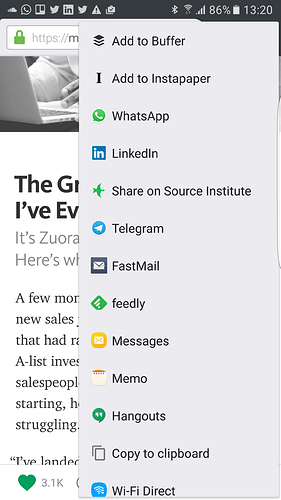 86% 13:20
https://m
Add to Buffer
Add to Instapaper
WhatsApp
LinkedIn
Share on Source Institute
Telegram
FastMail
feedly
Messages
Memo
Hangouts
Copy to clipboard
Wi-Fi Direct
The Gr
I've Ev
It's Zuora
Here's wh
A few mon
new sales
that had ra
A-list inves
salespeople
starting, h
struggling.
“I've landed
3.1K